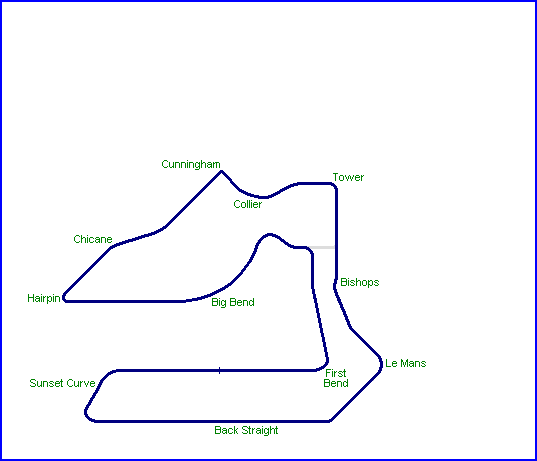 Cunningham
Tower
Collier
Chicane
Bishops
Hairpin
Big Bend
Le Mans
First
Bend
Sunset Curve
Back Straight